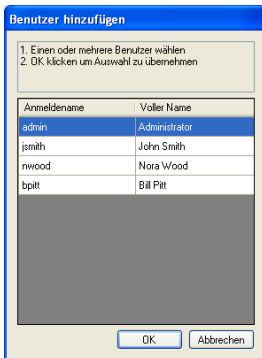 Benutzer hinzufügen
1. Einen oder mehrere Benutzer wählen
2. OK klicken um Auswahl zu übernehmen
Anmeldename Voller Name
admin Administrator
jsmith John Smith
nwood Nora Wood
bpitt Bill Pitt
OK Abbrechen